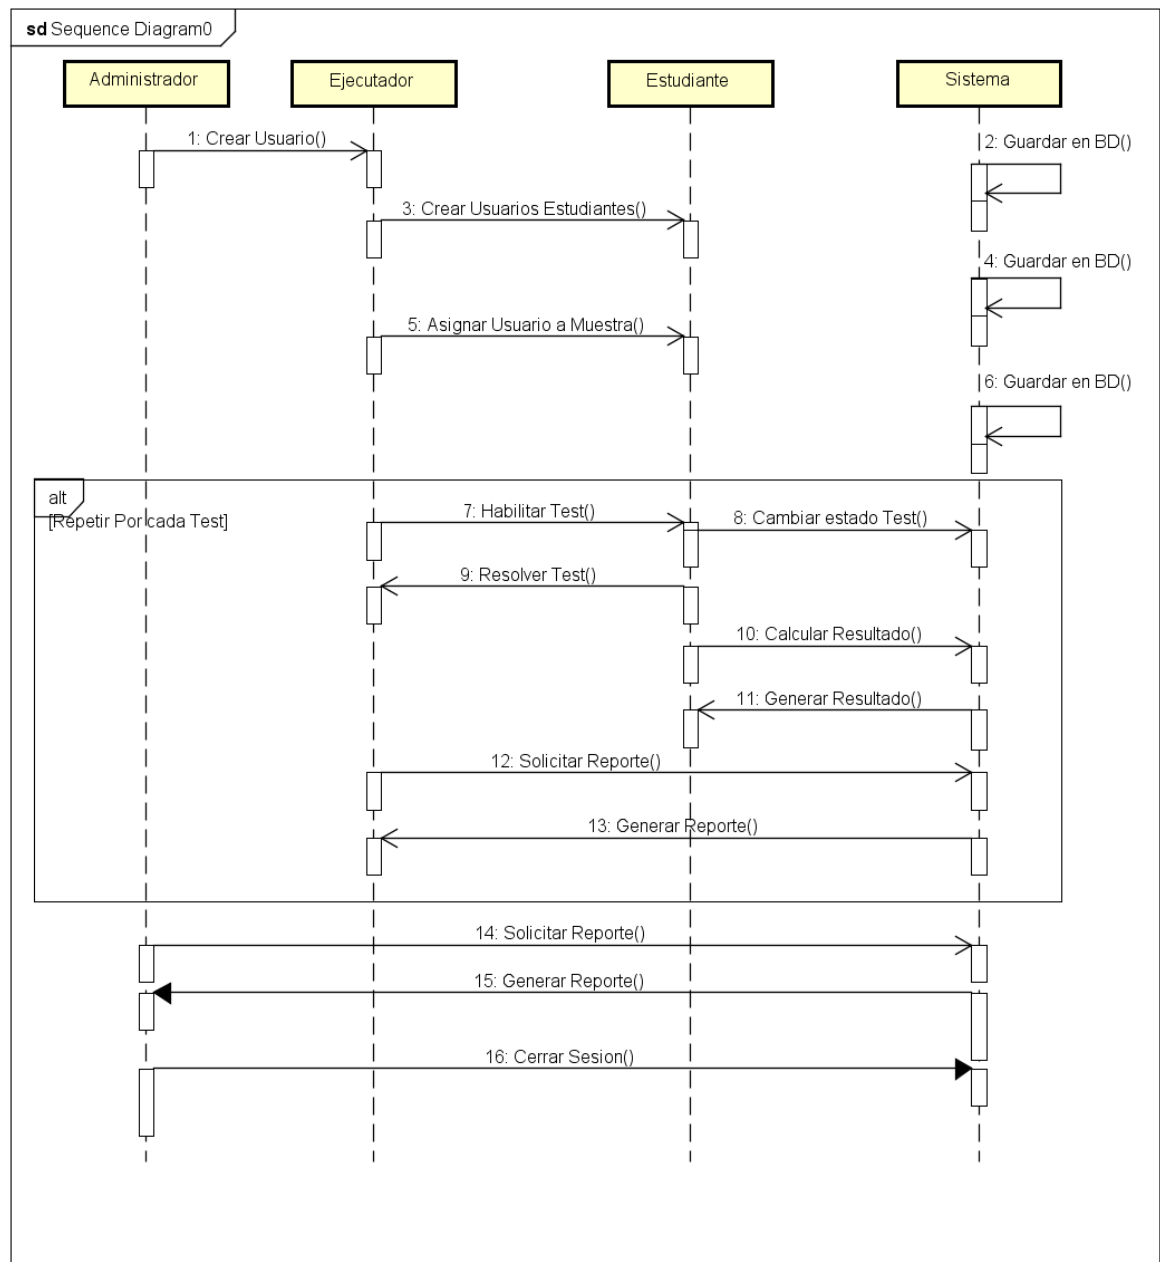 sd Sequence Diagram0
Administrador
Ejecutador
Estudiante
Sistema
1: Crear Usuario()
2: Guardar en BD()
3: Crear Usuarios Estudiantes()
4: Guardar en BD()
5: Asignar Usuario a Muestra()
6: Guardar en BD()
alt
[Repetir Por cada Test]
7: Habilitar Test()
8: Cambiar estado Test()
9: Resolver Test()
10: Calcular Resultado()
11: Generar Resultado()
12: Solicitar Reporte()
13: Generar Reporte()
14: Solicitar Reporte()
15: Generar Reporte()
16: Cerrar Sesion()